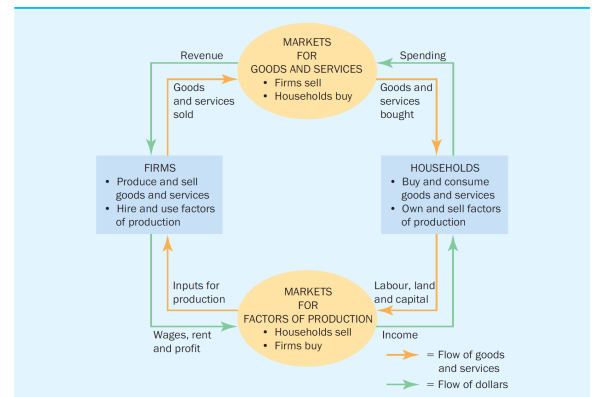 MARKETS
FOR
GOODS AND SERVICES
• Firms sell
• Households buy
Revenue
Spending
Goods
and services
sold
Goods and
services
bought
FIRMS
• Produce and sell
goods and services
• Hire and use factors
of production
HOUSEHOLDS
• Buy and consume
goods and services
• Own and sell factors
of production
Inputs for
production
Labour, land
and capital
MARKETS
FOR
FACTORS OF PRODUCTION
• Households sell
• Firms buy
Wages, rent
and profit
Income
= Flow of goods
and services
= Flow of dollars